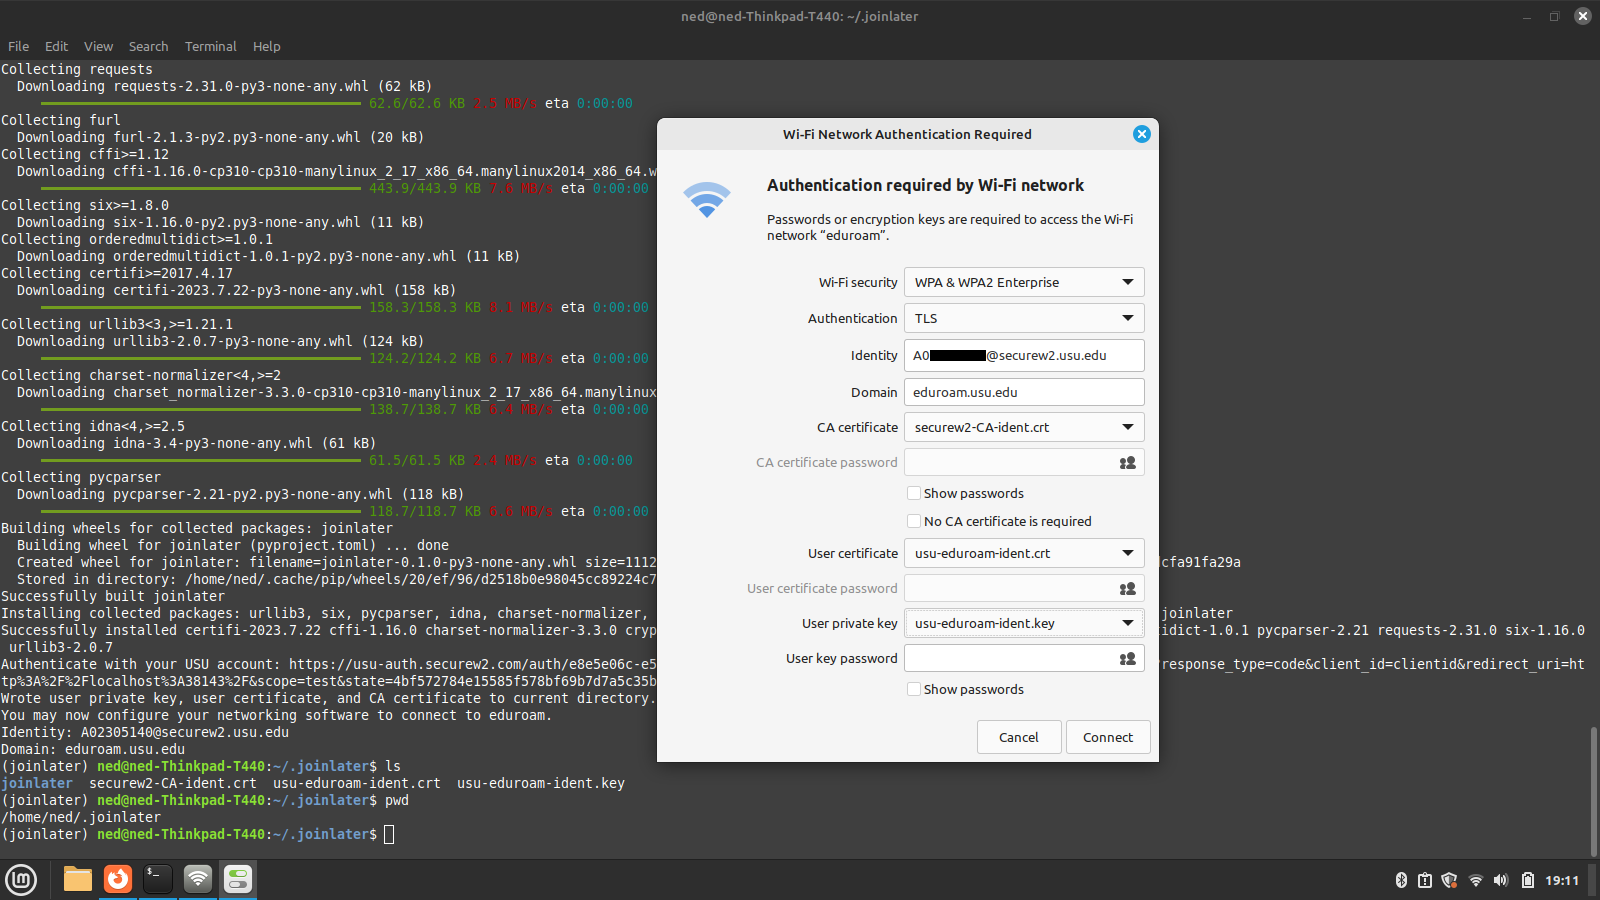 ned@ned-Thinkpad-T440: ~/.joinlater
File Edit View Search Terminal Help
Collecting requests
Downloading requests-2.31.0-py3-none-any.whl (62 kB)
62.6/62.6 KB 2.5 MB/s eta 0:00:00
Collecting furl
Downloading furl-2.1.3-py2.py3-none-any.whl (20 kB)
Collecting cffi>=1.12
Downloading cffi-1.16.0-cp310-cp310-manylinux_2_17_x86_64.manylinux2014_x86_64.w
443.9/443.9 KB 7.6 MB/s eta 0:00:00
Collecting six>=1.8.0
Downloading six-1.16.0-py2.py3-none-any.whl (11 kB)
Collecting orderedmultidict>=1.0.1
Downloading orderedmultidict-1.0.1-py2.py3-none-any.whl (11 kB)
Collecting certifi>=2017.4.17
Downloading certifi-2023.7.22-py3-none-any.whl (158 kB)
158.3/158.3 KB 8.1 MB/s eta 0:00:00
Collecting urllib3<3,>=1.21.1
Downloading urllib3-2.0.7-py3-none-any.whl (124 kB)
124.2/124.2 KB 6.7 MB/s eta 0:00:00
Collecting charset-normalizer<4,>=2
Downloading charset_normalizer-3.3.0-cp310-cp310-manylinux_2_17_x86_64.manylinux
138.7/138.7 KB 6.4 MB/s eta 0:00:00
Collecting idna<4,>=2.5
Downloading idna-3.4-py3-none-any.whl (61 kB)
61.5/61.5 KB 2.4 MB/s eta 0:00:00
Collecting pycparser
Downloading pycparser-2.21-py2.py3-none-any.whl (118 kB)
118.7/118.7 KB 6.6 MB/s eta 0:00:00
Building wheels for collected packages: joinlater
Building wheel for joinlater (pyproject.toml) ... done
Created wheel for joinlater: filename=joinlater-0.1.0-py3-none-any.whl size=1112 cfa91fa29a
Stored in directory: /home/ned/.cache/pip/wheels/20/ef/96/d2518b0e98045cc89224c7
Successfully built joinlater
Installing collected packages: urllib3, six, pycparser, idna, charset-normalizer, joinlater
Successfully installed certifi-2023.7.22 cffi-1.16.0 charset-normalizer-3.3.0 cryp tidict-1.0.1 pycparser-2.21 requests-2.31.0 six-1.16.0
urllib3-2.0.7
Authenticate with your USU account: https://usu-auth.securew2.com/auth/e8e5e06c-e5 ?response_type=code&client_id=clientid&redirect_uri=ht
tp%3A%2F%2Flocalhost%3A38143%2F&scope=test&state=4bf572784e15585f578bf69b7d7a5c35b
Wrote user private key, user certificate, and CA certificate to current directory.
You may now configure your networking software to connect to eduroam.
Identity: A02305140@securew2.usu.edu
Domain: eduroam.usu.edu
(joinlater) ned@ned-Thinkpad-T440:~/.joinlater$ ls
joinlater securew2-CA-ident.crt usu-eduroam-ident.crt usu-eduroam-ident.key
(joinlater) ned@ned-Thinkpad-T440:~/.joinlater$ pwd
/home/ned/.joinlater
(joinlater) ned@ned-Thinkpad-T440:~/.joinlater$
Wi-Fi Network Authentication Required
Authentication required by Wi-Fi network
Passwords or encryption keys are required to access the Wi-Fi
network “eduroam”.
Wi-Fi security WPA & WPA2 Enterprise
Authentication TLS
Identity A0 @securew2.usu.edu
Domain eduroam.usu.edu
CA certificate securew2-CA-ident.crt
CA certificate password
Show passwords
No CA certificate is required
User certificate usu-eduroam-ident.crt
User certificate password
User private key usu-eduroam-ident.key
User key password
Show passwords
Cancel Connect
19:11